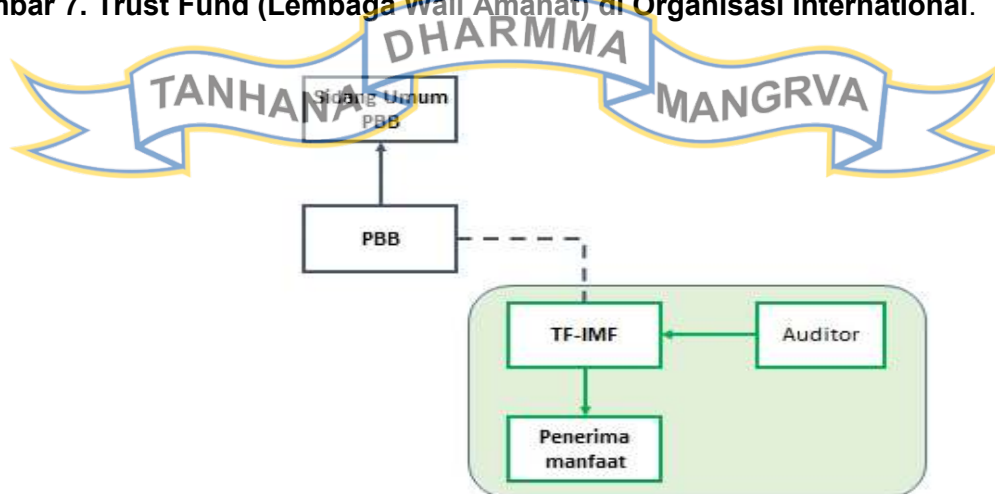 mbar 7. Trust Fund (Lembaga Wali Amanat) di Organisasi International.
DHARMMA
TANHANA
MANGRVA
Sidang Umum
PBB
PBB
TF-IMF
Auditor
Penerima
manfaat